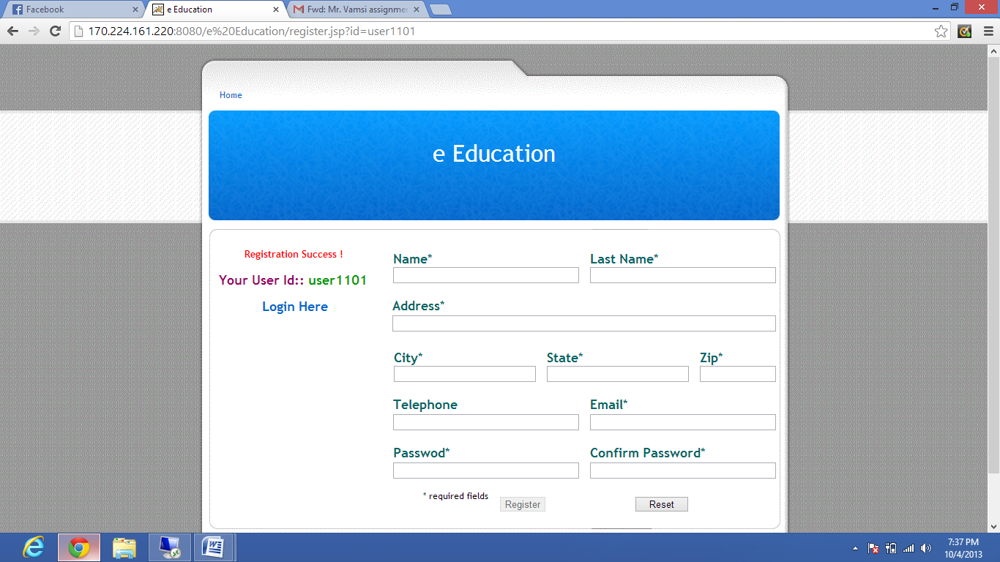 Facebook
e Education
Fwd: Mr. Vamsi assignme
170.224.161.220:8080/e%20Education/register.jsp?id=user1101
Home
e Education
Registration Success !
Your User Id:: user1101
Login Here
Name* Last Name*
Address*
City* State* Zip*
Telephone Email*
Passwod* Confirm Password*
* required fields
Register Reset
7:37 PM
10/4/2013